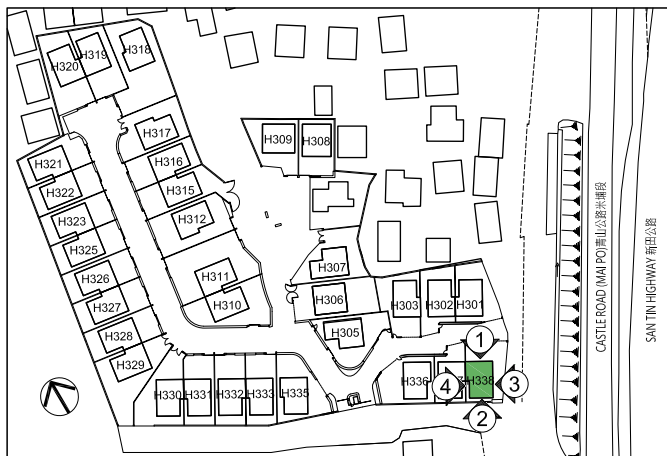 H318
H319
H320
H317
H309
H308
H316
H321
H315
H322
H312
H323
H325
H307
H311
H326
H306
H303
H302
H301
H310
H327
H305
H328
1
H329
H336
4
H338
3
H330
H331
H332
H333
H335
2
CASTLE ROAD (MAI PO)青山公路米埔段
SAN TIN HIGHWAY 新田公路